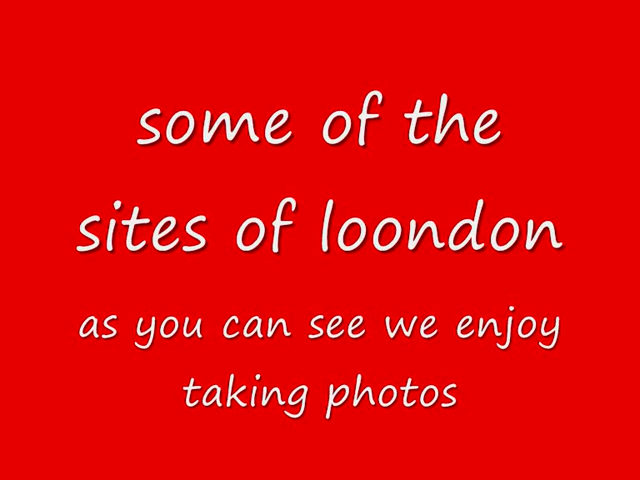 some of the
sites of loondon
as you can see we enjoy
taking photos